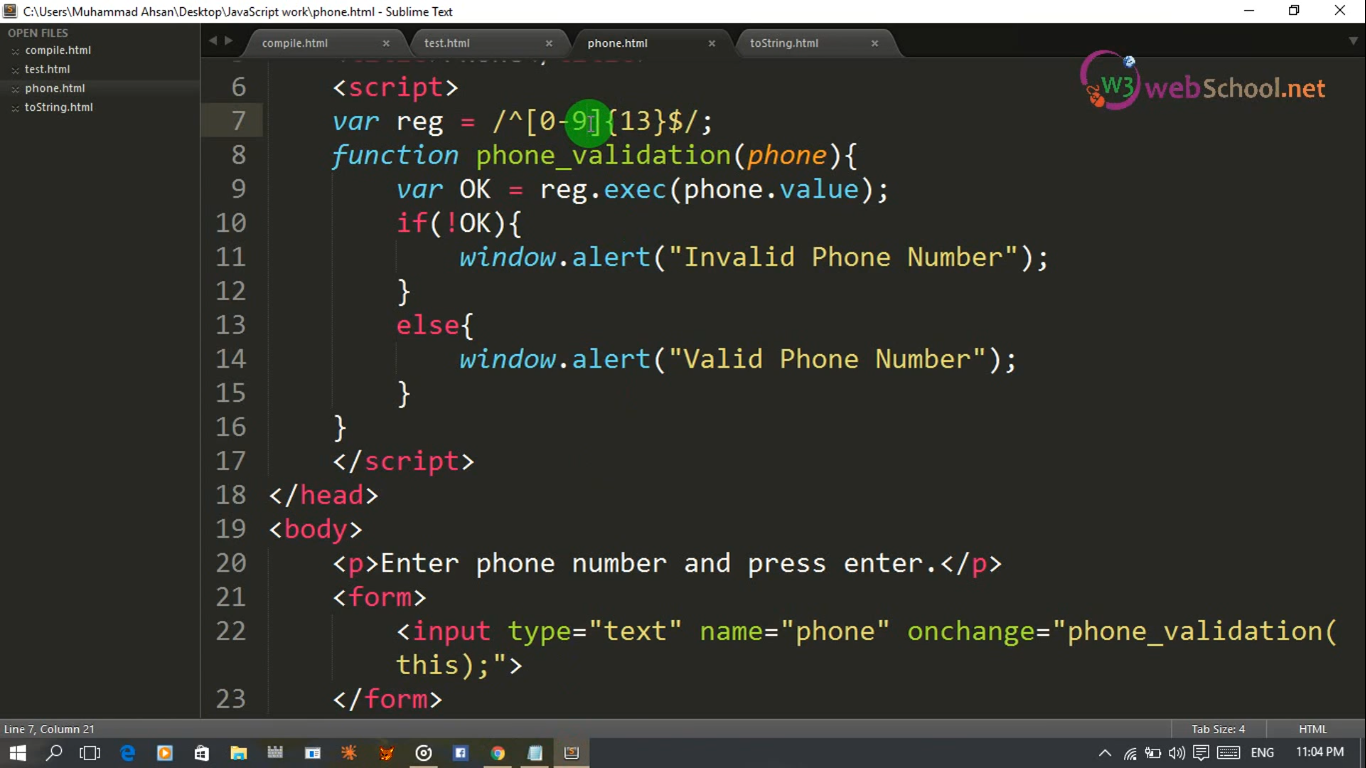 C:\Users\Muhammad Ahsan\Desktop\JavaScript work\phone.html - Sublime Text
OPEN FILES
compile.html
test.html
phone.html
toString.html
compile.html
test.html
phone.html
toString.html
W3 webSchool.net
6 <script>
7 var reg = /^[0-9]{13}$/;
8 function phone_validation(phone){
9 var OK = reg.exec(phone.value);
10 if(!OK){
11 window.alert("Invalid Phone Number");
12 }
13 else{
14 window.alert("Valid Phone Number");
15 }
16 }
17 </script>
18 </head>
19 <body>
20 <p>Enter phone number and press enter.</p>
21 <form>
22 <input type="text" name="phone" onchange="phone_validation(
this);">
23 </form>
Line 7, Column 21
Tab Size: 4
HTML
ENG
11:04 PM